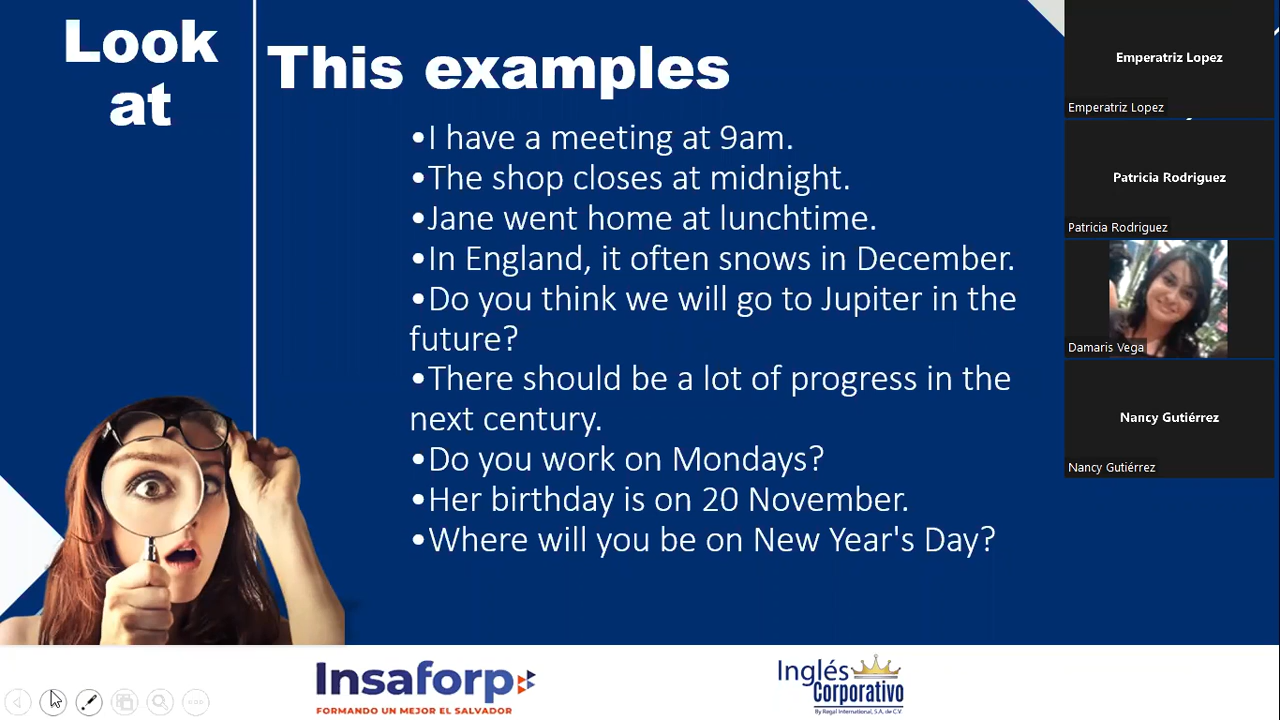 Look
at
This examples
•I have a meeting at 9am.
•The shop closes at midnight.
•Jane went home at lunchtime.
•In England, it often snows in December.
•Do you think we will go to Jupiter in the
future?
•There should be a lot of progress in the
next century.
•Do you work on Mondays?
•Her birthday is on 20 November.
•Where will you be on New Year's Day?
Emperatriz Lopez
Emperatriz Lopez
Patricia Rodriguez
Patricia Rodriguez
Damaris Vega
Nancy Gutiérrez
Nancy Gutiérrez
Insaforp
FORMANDO UN MEJOR EL SALVADOR
Inglés
Corporativo
By Regal International, S.A. de C.V.